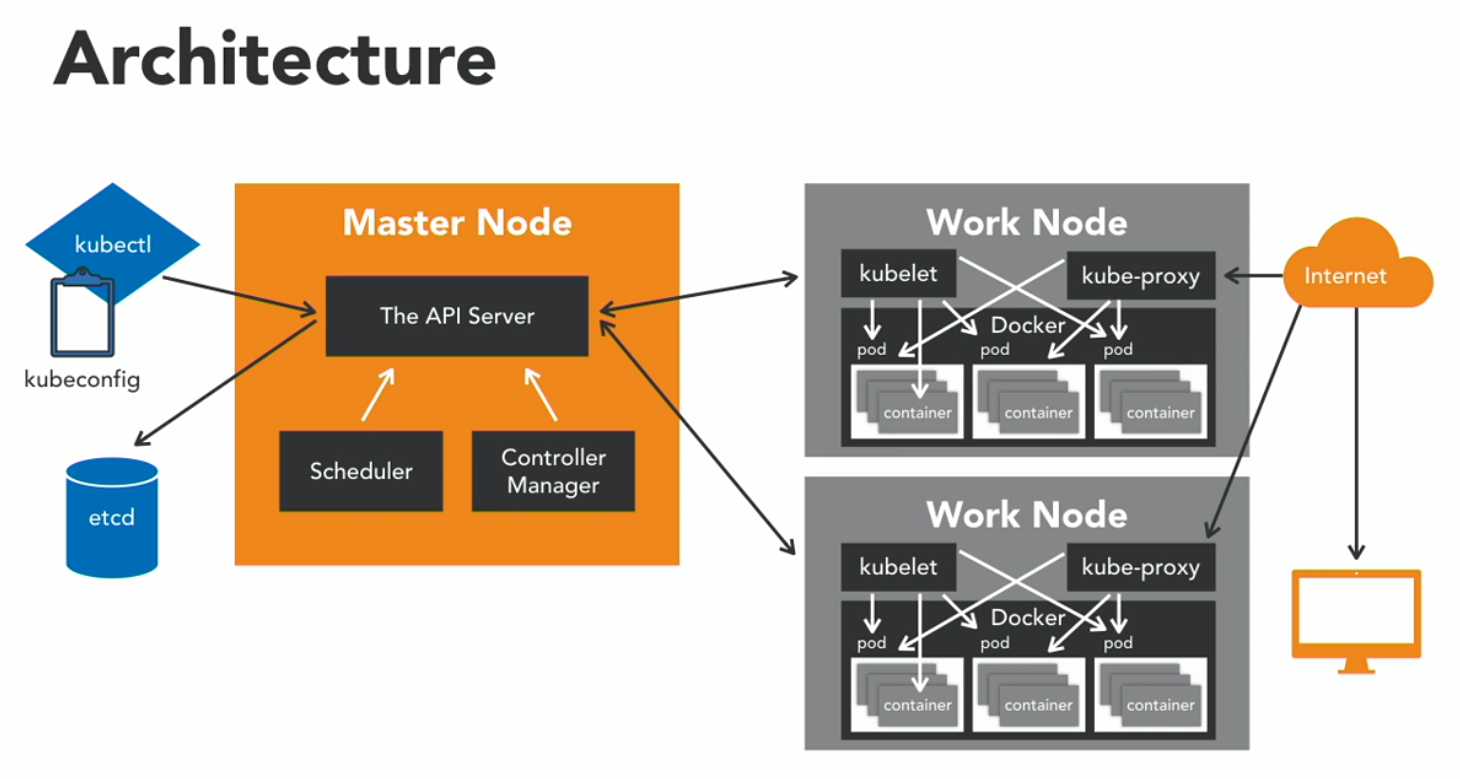 Architecture
kubectl
kubeconfig
etcd
Master Node
The API Server
Scheduler
Controller
Manager
Work Node
kubelet
kube-proxy
Docker
pod
pod
pod
container
container
container
Work Node
kubelet
kube-proxy
Docker
pod
pod
pod
container
container
container
Internet